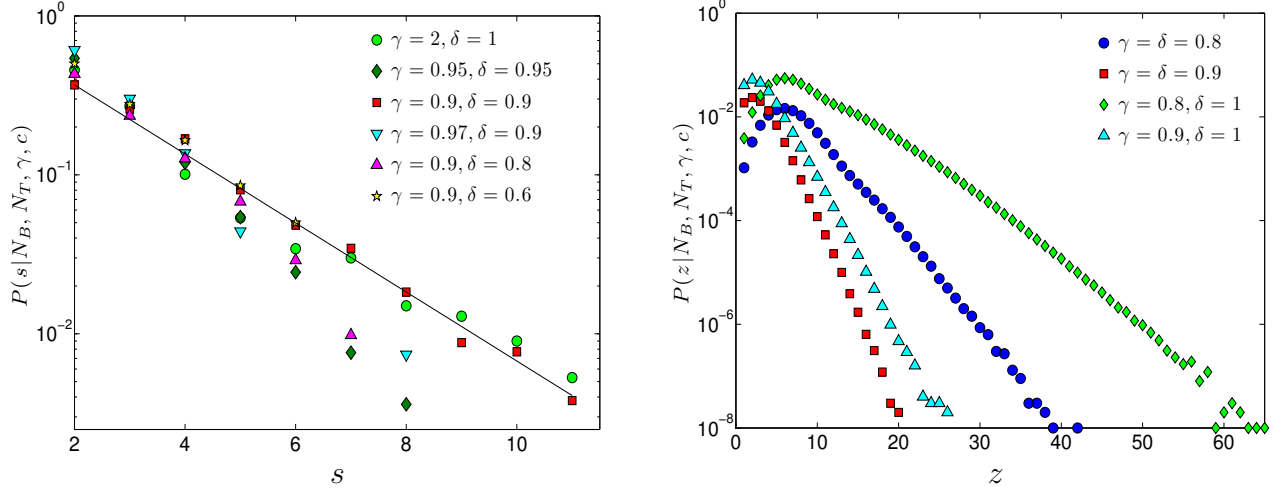 10^0
10^{-1}
10^{-2}
P(s|N_B, N_T, γ, c)
2
4
6
8
10
s
γ = 2, δ = 1
γ = 0.95, δ = 0.95
γ = 0.9, δ = 0.9
γ = 0.97, δ = 0.9
γ = 0.9, δ = 0.8
γ = 0.9, δ = 0.6
10^0
10^{-2}
10^{-4}
10^{-6}
10^{-8}
P(z|N_B, N_T, γ, c)
0
10
20
30
40
50
60
z
γ = δ = 0.8
γ = δ = 0.9
γ = 0.8, δ = 1
γ = 0.9, δ = 1